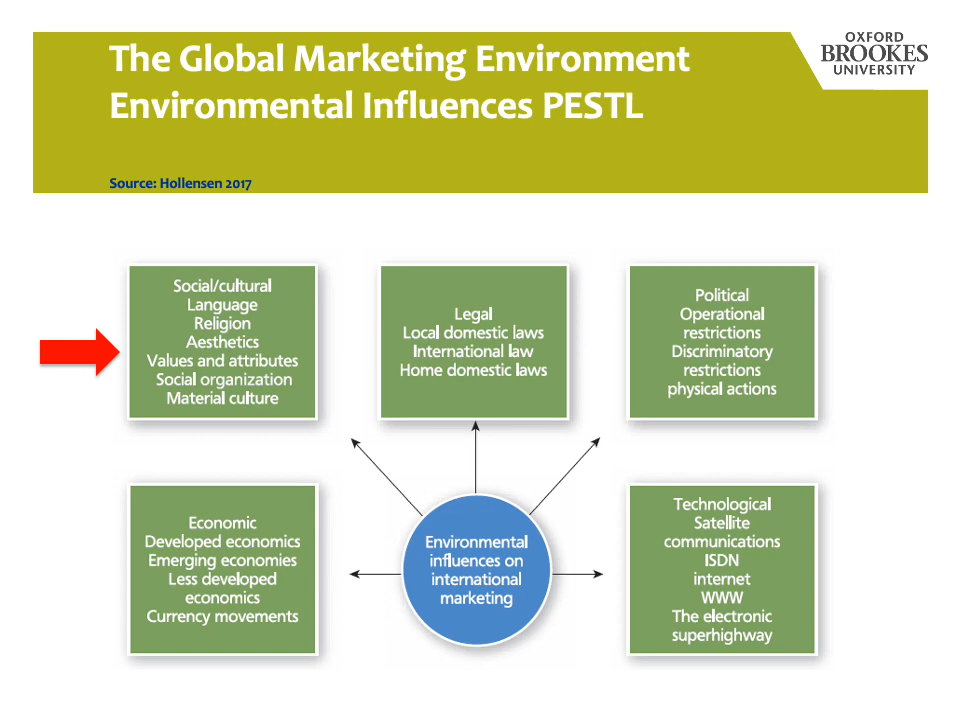 The Global Marketing Environment
Environmental Influences PESTL
Source: Hollensen 2017
OXFORD
BROOKES
UNIVERSITY
Social/cultural
Language
Religion
Aesthetics
Values and attributes
Social organization
Material culture
Legal
Local domestic laws
International law
Home domestic laws
Political
Operational
restrictions
Discriminatory
restrictions
physical actions
Economic
Developed economics
Emerging economies
Less developed
economics
Currency movements
Environmental
influences on
international
marketing
Technological
Satellite
communications
ISDN
internet
WWW
The electronic
superhighway